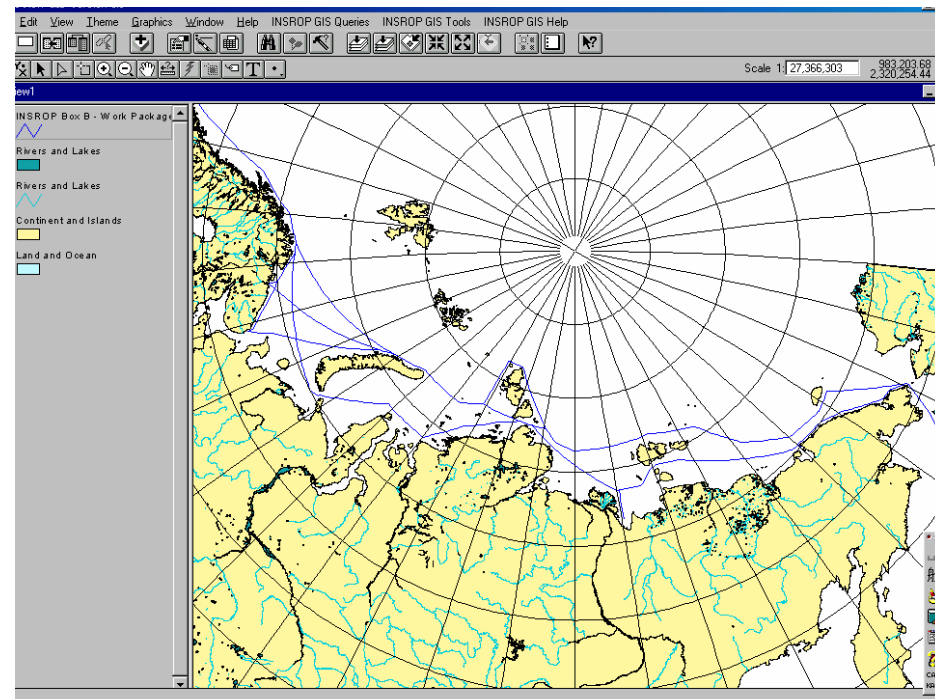 Edit View Theme Graphics Window Help INSROP GIS Queries INSROP GIS Tools INSROP GIS Help
Scale 1: 27,366,303 983,203.68
2,320,254.44
iew1
INSROP Box B - Work Package
Rivers and Lakes
Rivers and Lakes
Continent and Islands
Land and Ocean